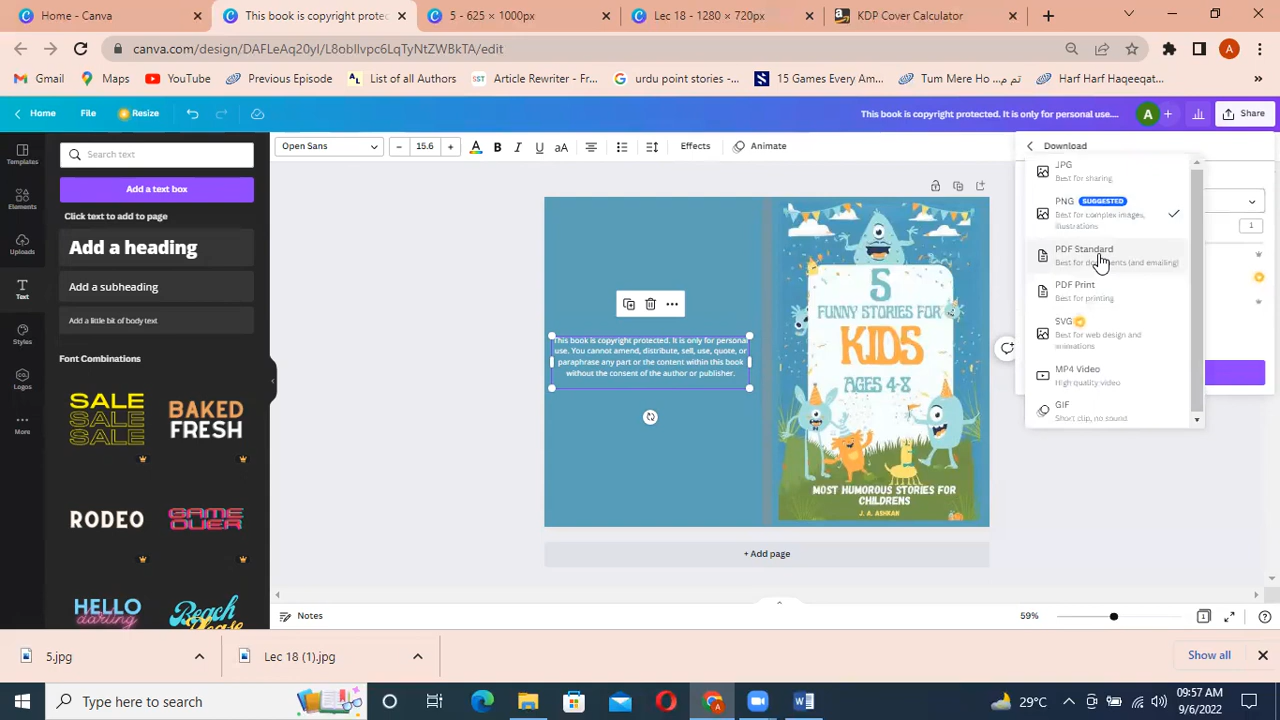 Home - Canva
This book is copyright protec
5 - 625 × 1000px
Lec 18 - 1280 × 720px
KDP Cover Calculator
canva.com/design/DAFLeAq20yI/L8obIlvpc6LqTyNtZWBkTA/edit
A
Gmail
Maps
YouTube
Previous Episode
List of all Authors
SST
Article Rewriter - Fr...
urdu point stories -...
15 Games Every Am...
Tum Mere Ho ...
Harf Harf Haqeeqat...
Home
File
Resize
This book is copyright protected. It is only for personal use....
A
Share
Templates
Elements
Uploads
Text
Styles
Logos
More
Search text
Add a text box
Click text to add to page
Add a heading
Add a subheading
Add a little bit of body text
Font Combinations
SALE
SALE
SALE
BAKED
FRESH
RODEO
GAME
OVER
HELLO
darling
Beach
Please
Open Sans
15.6
B
I
U
aA
Effects
Animate
This book is copyright protected. It is only for personal
use. You cannot amend, distribute, sell, use, quote, or
paraphrase any part or the content within this book
without the consent of the author or publisher.
5
FUNNY STORIES FOR
KIDS
AGES 4-8
MOST HUMOROUS STORIES FOR
CHILDRENS
J. A. ASHKAN
+ Add page
Download
JPG
Best for sharing
PNG SUGGESTED
Best for complex images,
illustrations
PDF Standard
Best for documents (and emailing)
PDF Print
Best for printing
SVG
Best for web design and
animations
MP4 Video
High quality video
GIF
Short clip, no sound
1
Notes
59%
1
5.jpg
Lec 18 (1).jpg
Show all
Type here to search
29°C
09:57 AM
9/6/2022